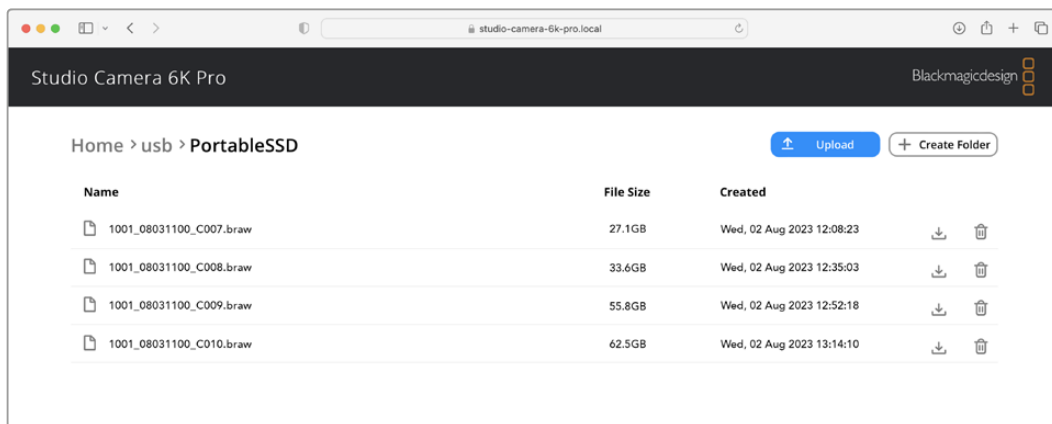 studio-camera-6k-pro.local
Studio Camera 6K Pro
Blackmagicdesign
Home > usb > PortableSSD
Upload
+ Create Folder
Name File Size Created
1001_08031100_C007.braw 27.1GB Wed, 02 Aug 2023 12:08:23
1001_08031100_C008.braw 33.6GB Wed, 02 Aug 2023 12:35:03
1001_08031100_C009.braw 55.8GB Wed, 02 Aug 2023 12:52:18
1001_08031100_C010.braw 62.5GB Wed, 02 Aug 2023 13:14:10